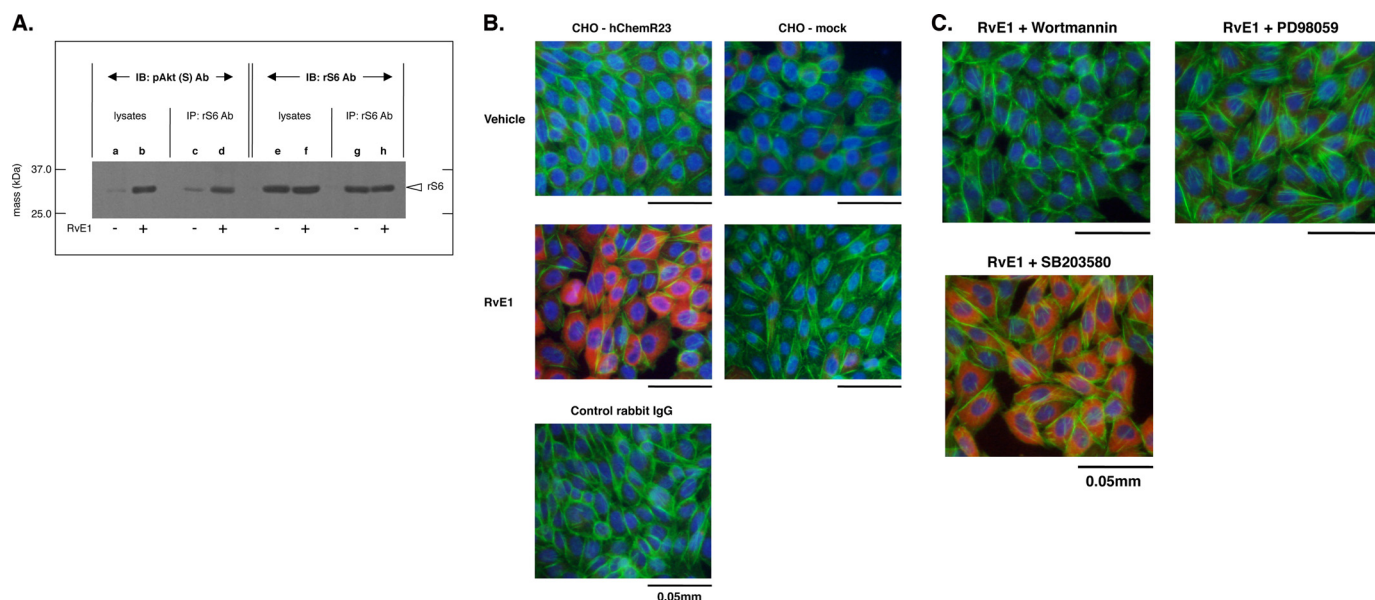 A.
IB: pAkt (S) Ab
IB: rS6 Ab
lysates
IP: rS6 Ab
lysates
IP: rS6 Ab
a b c d e f g h
37.0
mass (kDa)
rS6
25.0
RvE1 - + - + - + - +
B.
CHO - hChemR23
CHO - mock
Vehicle
RvE1
Control rabbit IgG
0.05mm
C.
RvE1 + Wortmannin
RvE1 + PD98059
RvE1 + SB203580
0.05mm